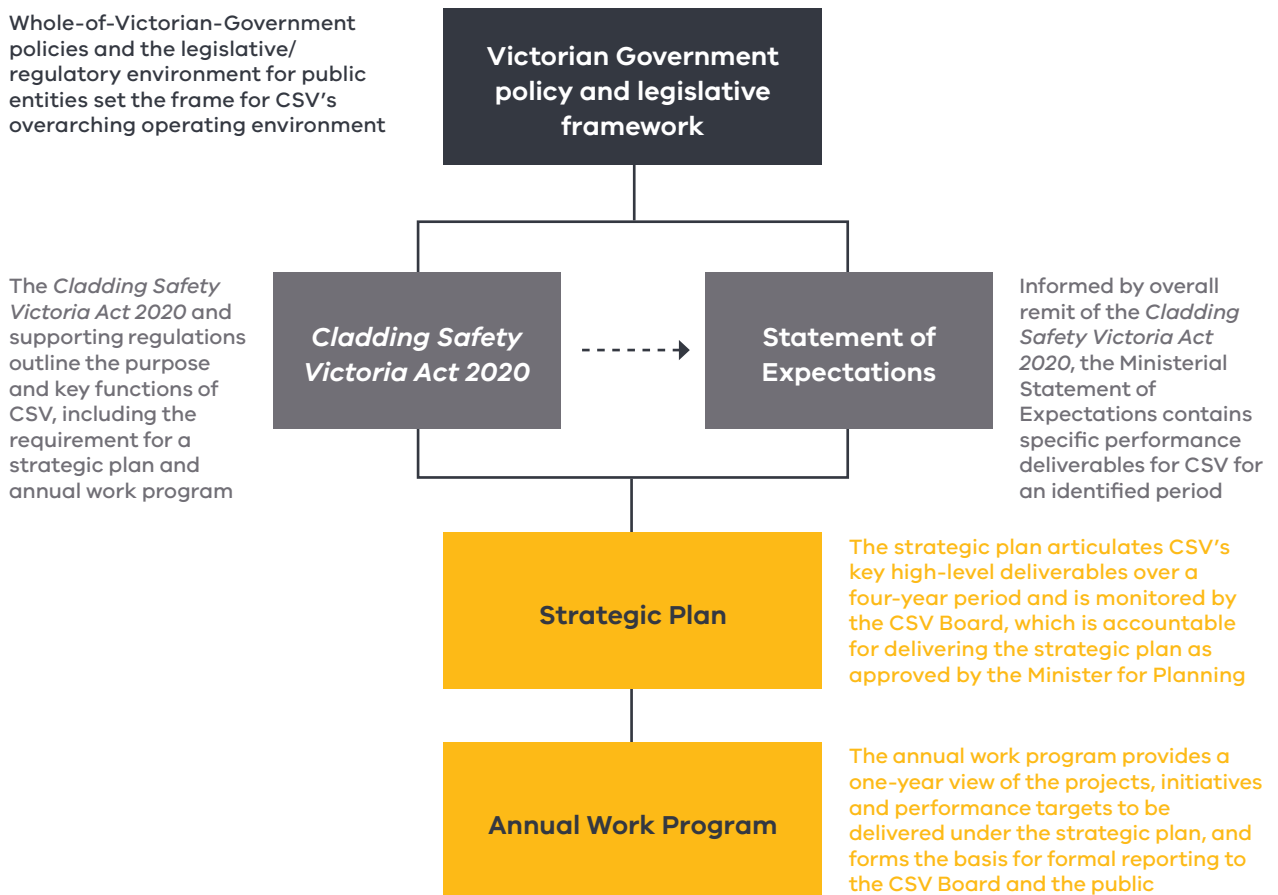 Whole-of-Victorian-Government
policies and the legislative/
regulatory environment for public
entities set the frame for CSV's
overarching operating environment
Victorian Government
policy and legislative
framework
The Cladding Safety
Victoria Act 2020 and
supporting regulations
outline the purpose
and key functions of
CSV, including the
requirement for a
strategic plan and
annual work program
Cladding Safety
Victoria Act 2020
Statement of
Expectations
Informed by overall
remit of the Cladding
Safety Victoria Act
2020, the Ministerial
Statement of
Expectations contains
specific performance
deliverables for CSV for
an identified period
Strategic Plan
The strategic plan articulates CSV's
key high-level deliverables over a
four-year period and is monitored by
the CSV Board, which is accountable
for delivering the strategic plan as
approved by the Minister for Planning
Annual Work Program
The annual work program provides a
one-year view of the projects, initiatives
and performance targets to be
delivered under the strategic plan, and
forms the basis for formal reporting to
the CSV Board and the public